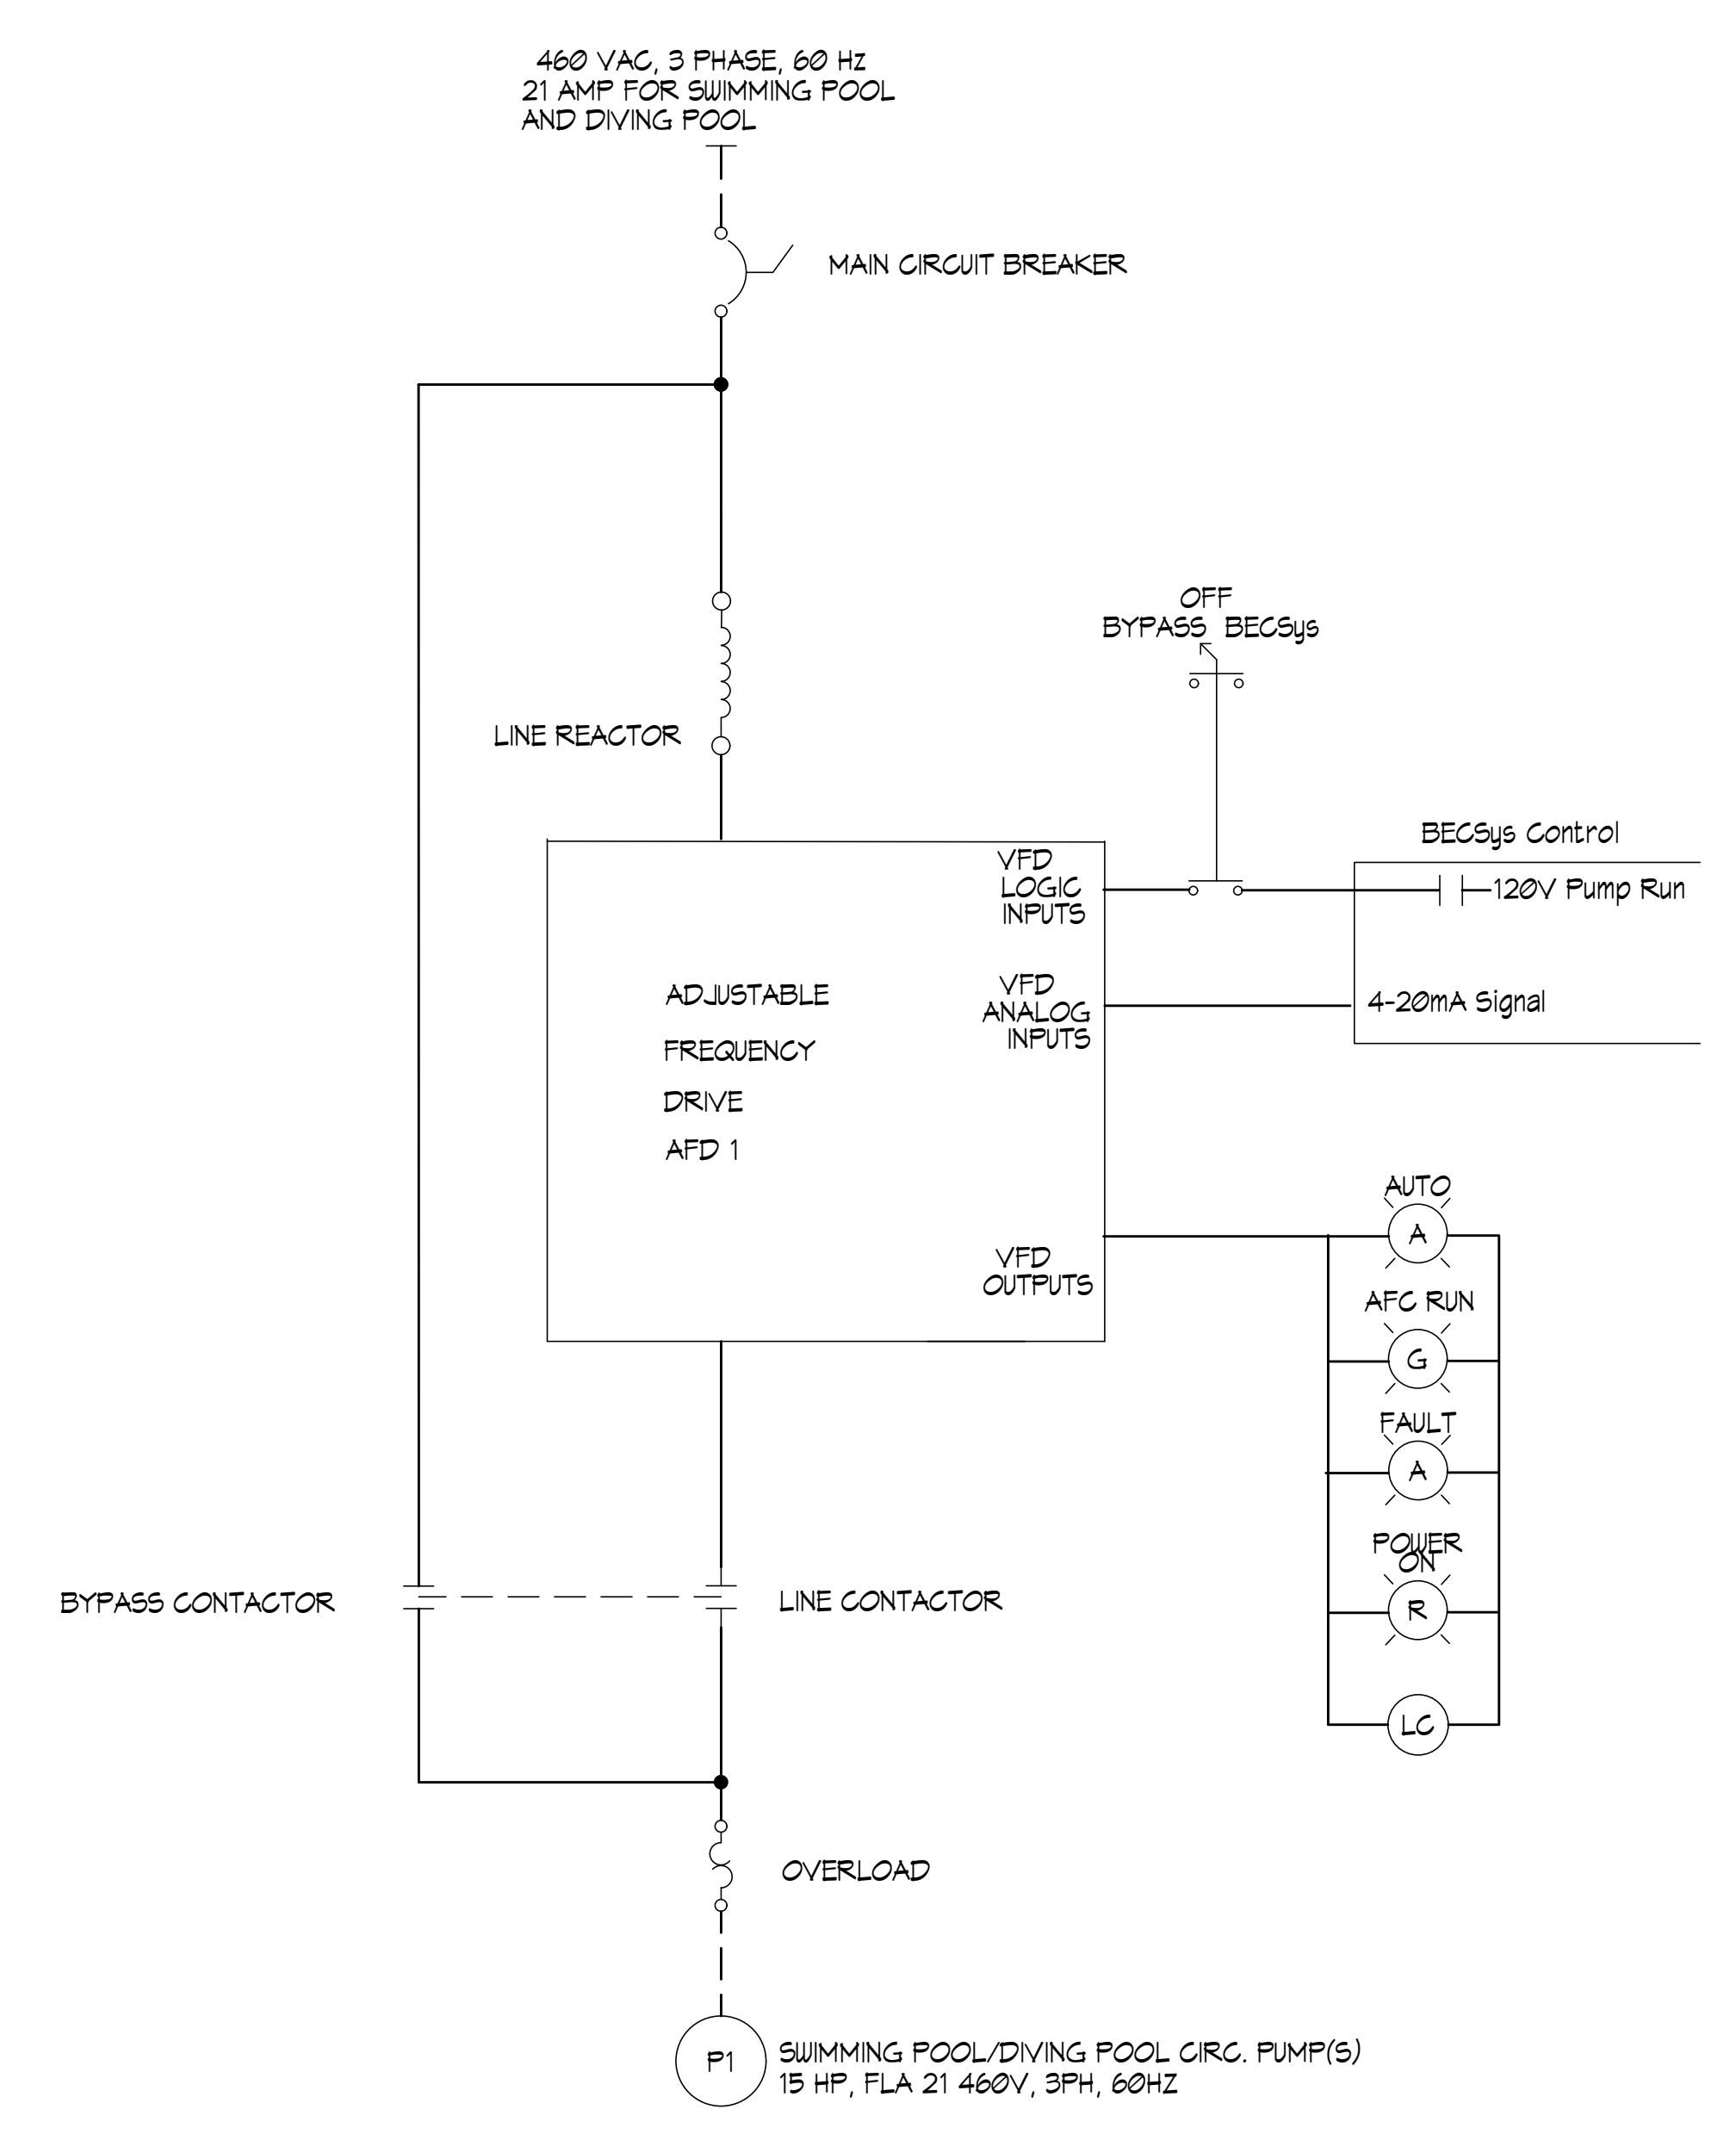 460 VAC, 3 PHASE, 60 Hz
21 AMP FOR SWIMMING POOL
AND DIVING POOL
MAIN CIRCUIT BREAKER
OFF
BYPASS BECSys
LINE REACTOR
BECSys Control
VFD
LOGIC
INPUTS
120V Pump Run
VFD
ANALOG
INPUTS
4-20mA Signal
ADJUSTABLE
FREQUENCY
DRIVE
AFD 1
AUTO
A
VFD
OUTPUTS
AFC RUN
G
FAULT
A
POWER
ON
R
BYPASS CONTACTOR
LINE CONTACTOR
LC
OVERLOAD
P1
SWIMMING POOL/DIVING POOL CIRC. PUMP(S)
15 HP, FLA 21 460V, 3PH, 60HZ